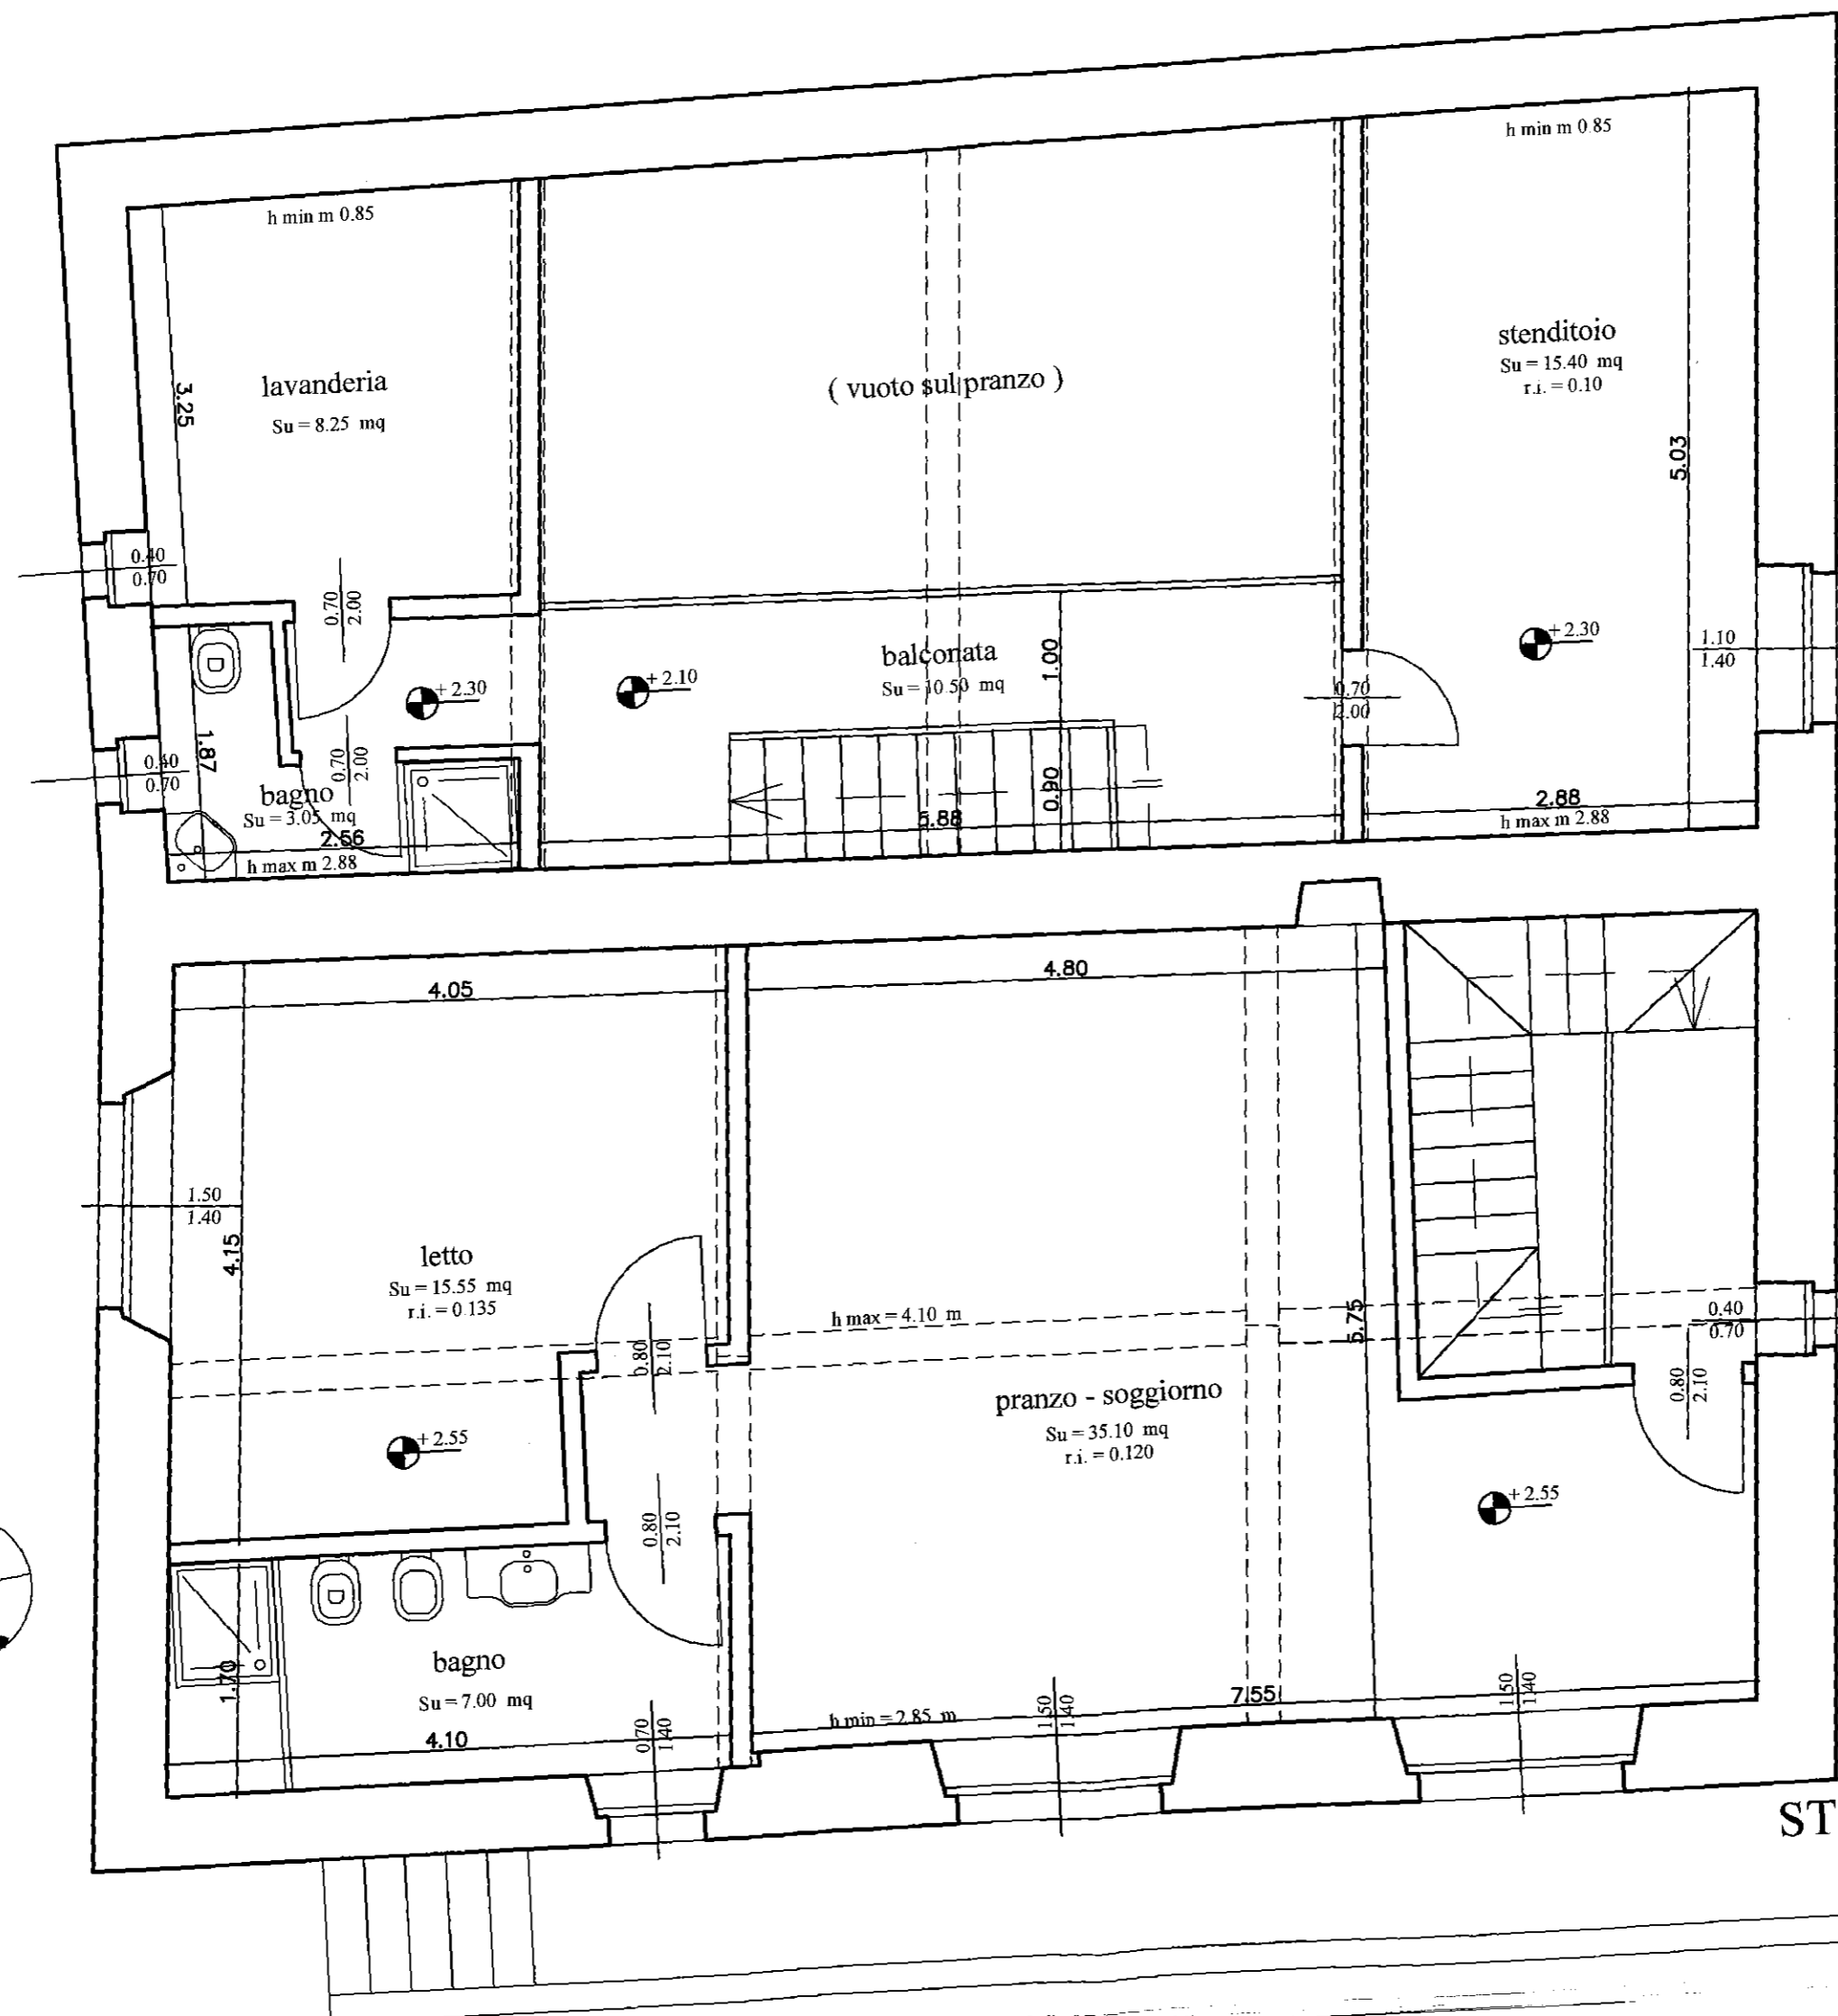 h min m 0.85
h min m 0.85
stenditoio
Su = 15.40 mq
r.i. = 0.10
lavanderia
Su = 8.25 mq
( vuoto sul pranzo )
3.25
5.03
0.40
0.70
0.70
2.00
+ 2.30
1.10
1.40
balconata
Su = 10.50 mq
1.00
+ 2.10
+ 2.30
0.70
2.00
1.87
0.70
2.00
0.40
0.70
bagno
Su = 3.05 mq
2.56
h max m 2.88
0.90
5.88
2.88
h max m 2.88
4.05
4.80
1.50
1.40
4.15
letto
Su = 15.55 mq
r.i. = 0.135
h max = 4.10 m
5.75
0.40
0.70
0.80
2.10
0.80
2.10
pranzo - soggiorno
Su = 35.10 mq
r.i. = 0.120
+ 2.55
+ 2.55
0.80
2.10
bagno
Su = 7.00 mq
1.70
4.10
0.70
1.40
h min = 2.85 m
1.50
1.40
7.55
1.50
1.40
ST